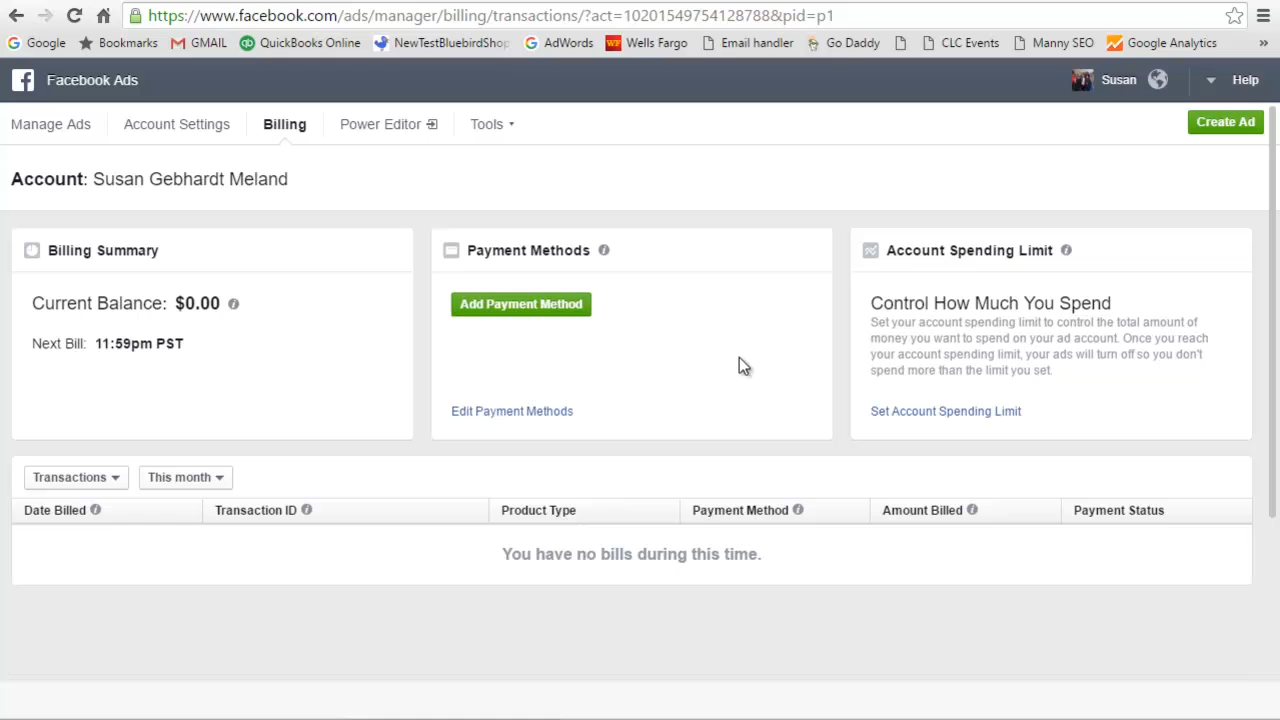 https://www.facebook.com/ads/manager/billing/transactions/?act=10201549754128788&pid=p1
Google Bookmarks GMAIL QuickBooks Online NewTestBluebirdShop AdWords Wells Fargo Email handler Go Daddy CLC Events Manny SEO Google Analytics »
f Facebook Ads Susan Help
Manage Ads Account Settings Billing Power Editor Tools Create Ad
Account: Susan Gebhardt Meland
Billing Summary
Current Balance: $0.00
Next Bill: 11:59pm PST
Payment Methods
Add Payment Method
Edit Payment Methods
Account Spending Limit
Control How Much You Spend
Set your account spending limit to control the total amount of
money you want to spend on your ad account. Once you reach
your account spending limit, your ads will turn off so you don't
spend more than the limit you set.
Set Account Spending Limit
Transactions This month
Date Billed Transaction ID Product Type Payment Method Amount Billed Payment Status
You have no bills during this time.